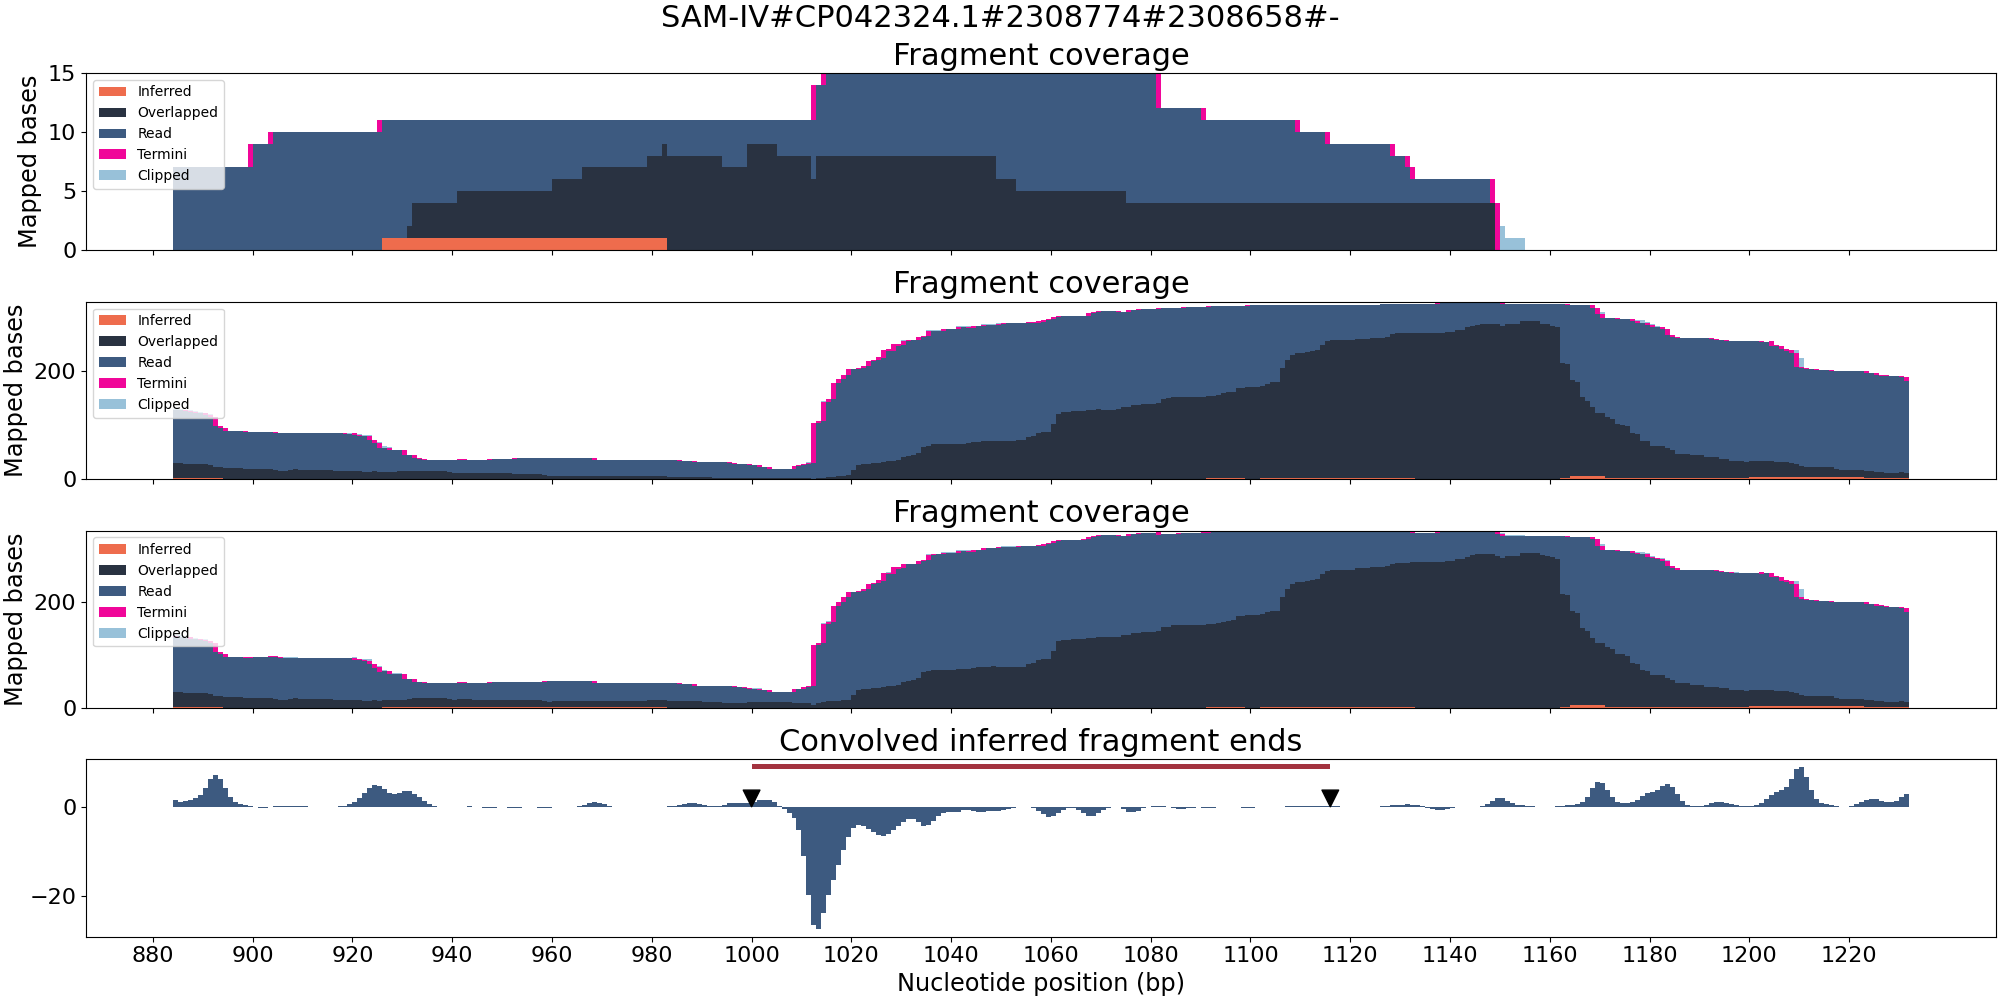 SAM-IV#CP042324.1#2308774#2308658#-
Fragment coverage
Mapped bases
15
10
5
0
Inferred
Overlapped
Read
Termini
Clipped
Fragment coverage
Mapped bases
200
0
Inferred
Overlapped
Read
Termini
Clipped
Fragment coverage
Mapped bases
200
0
Inferred
Overlapped
Read
Termini
Clipped
Convolved inferred fragment ends
0
−20
880 900 920 940 960 980 1000 1020 1040 1060 1080 1100 1120 1140 1160 1180 1200 1220
Nucleotide position (bp)